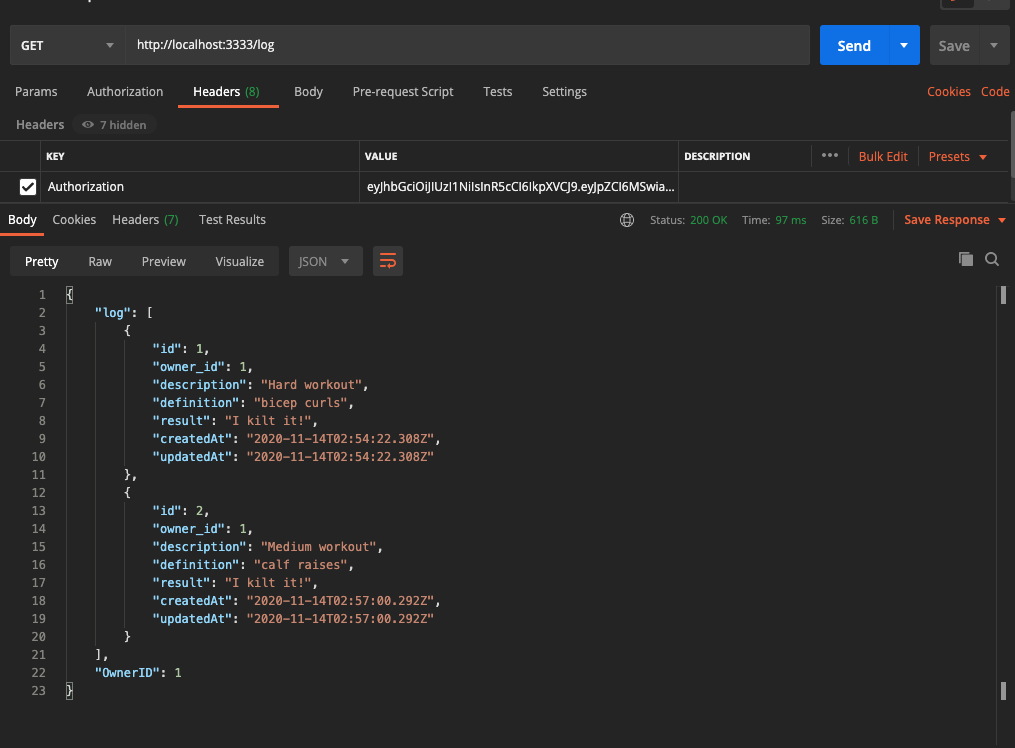 GET http://localhost:3333/log Send Save
Params Authorization Headers (8) Body Pre-request Script Tests Settings Cookies Code
Headers 7 hidden
KEY VALUE DESCRIPTION ••• Bulk Edit Presets
Authorization eyJhbGciOiJIUzI1NiIsInR5cCI6IkpXVCJ9.eyJpZCI6MSwia...
Body Cookies Headers (7) Test Results Status: 200 OK Time: 97 ms Size: 616 B Save Response
Pretty Raw Preview Visualize JSON
1 {
2 "log": [
3 {
4 "id": 1,
5 "owner_id": 1,
6 "description": "Hard workout",
7 "definition": "bicep curls",
8 "result": "I kilt it!",
9 "createdAt": "2020-11-14T02:54:22.308Z",
10 "updatedAt": "2020-11-14T02:54:22.308Z"
11 },
12 {
13 "id": 2,
14 "owner_id": 1,
15 "description": "Medium workout",
16 "definition": "calf raises",
17 "result": "I kilt it!",
18 "createdAt": "2020-11-14T02:57:00.292Z",
19 "updatedAt": "2020-11-14T02:57:00.292Z"
20 }
21 ],
22 "OwnerID": 1
23 }